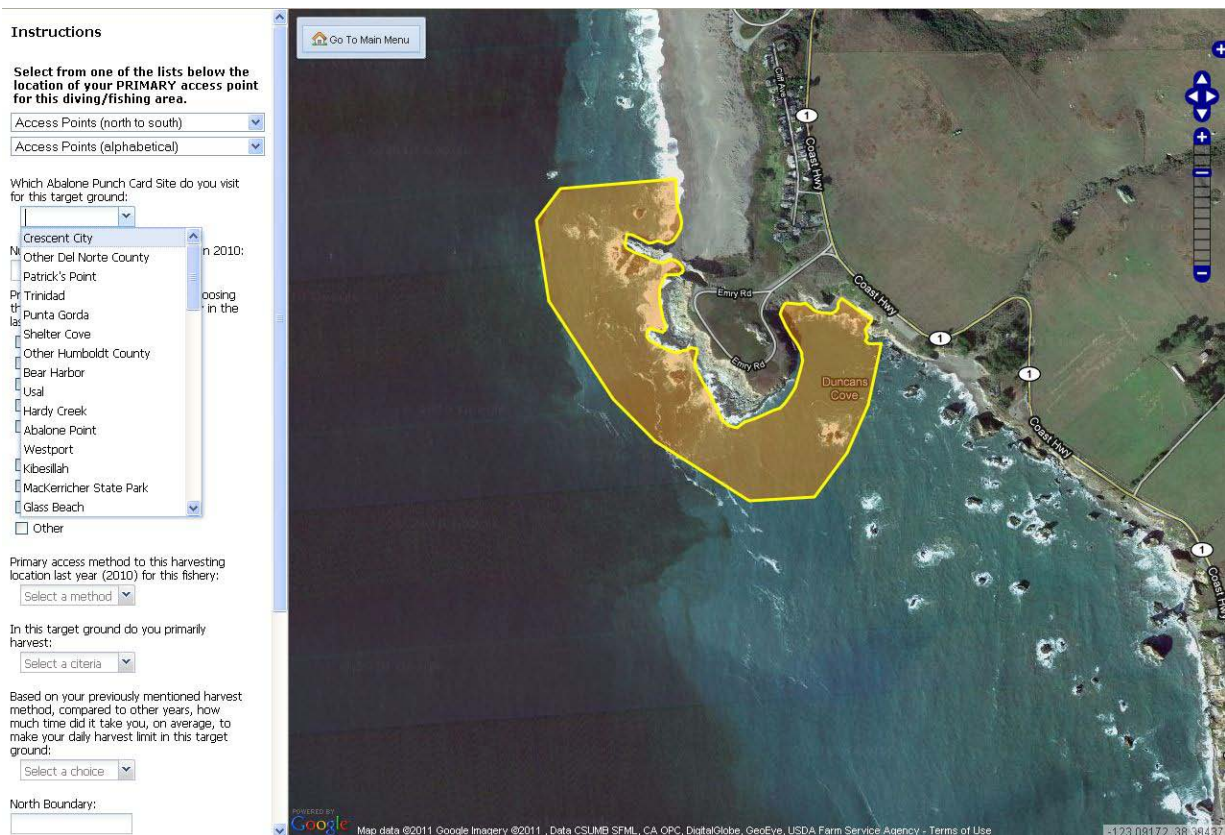 Instructions
Select from one of the lists below the
location of your PRIMARY access point
for this diving/fishing area.
Access Points (north to south)
Access Points (alphabetical)
Which Abalone Punch Card Site do you visit
for this target ground:
Crescent City
Other Del Norte County
n 2010:
Patrick's Point
Trinidad
oosing
Punta Gorda
in the
Shelter Cove
Other Humboldt County
Bear Harbor
Usal
Hardy Creek
Abalone Point
Westport
Kibesillah
MacKerricher State Park
Glass Beach
Other
Primary access method to this harvesting
location last year (2010) for this fishery:
Select a method
In this target ground do you primarily
harvest:
Select a citeria
Based on your previously mentioned harvest
method, compared to other years, how
much time did it take you, on average, to
make your daily harvest limit in this target
ground:
Select a choice
North Boundary:
Go To Main Menu
Cliff Ave
1
Coast Hwy
Emry Rd
Coast Hwy
1
Emry Rd
1
Duncans
Cove
Coast Hwy
1
Coast Hwy
POWERED BY
Google
Map data ©2011 Google Imagery ©2011 , Data CSUMB SFML, CA OPC, DigitalGlobe, GeoEye, USDA Farm Service Agency - Terms of Use